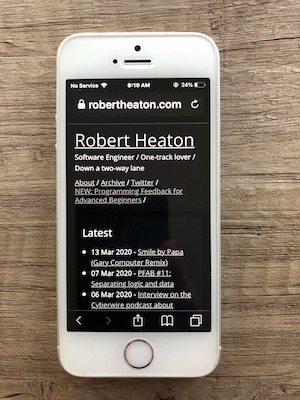 No Service 8:10 AM 24%
robertheaton.com
Robert Heaton
Software Engineer / One-track lover /
Down a two-way lane
About / Archive / Twitter /
NEW: Programming Feedback for
Advanced Beginners /
Latest
13 Mar 2020 - Smile by Papa
(Gary Computer Remix)
07 Mar 2020 - PFAB #11:
Separating logic and data
06 Mar 2020 - Interview on the
Cyberwire podcast about